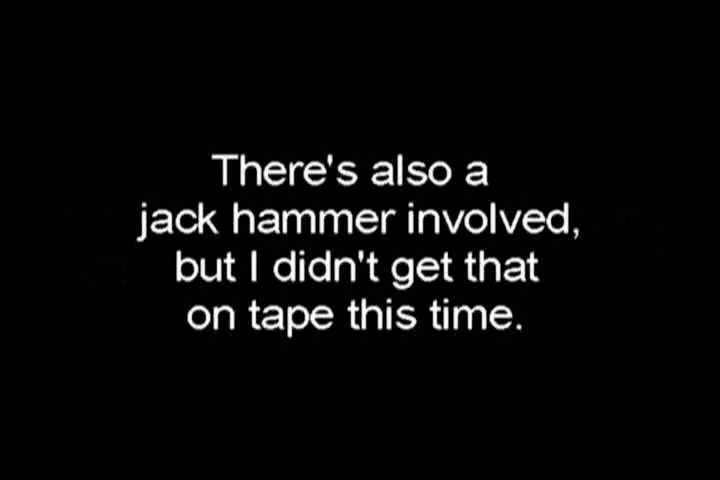 There's also a
jack hammer involved,
but I didn't get that
on tape this time.